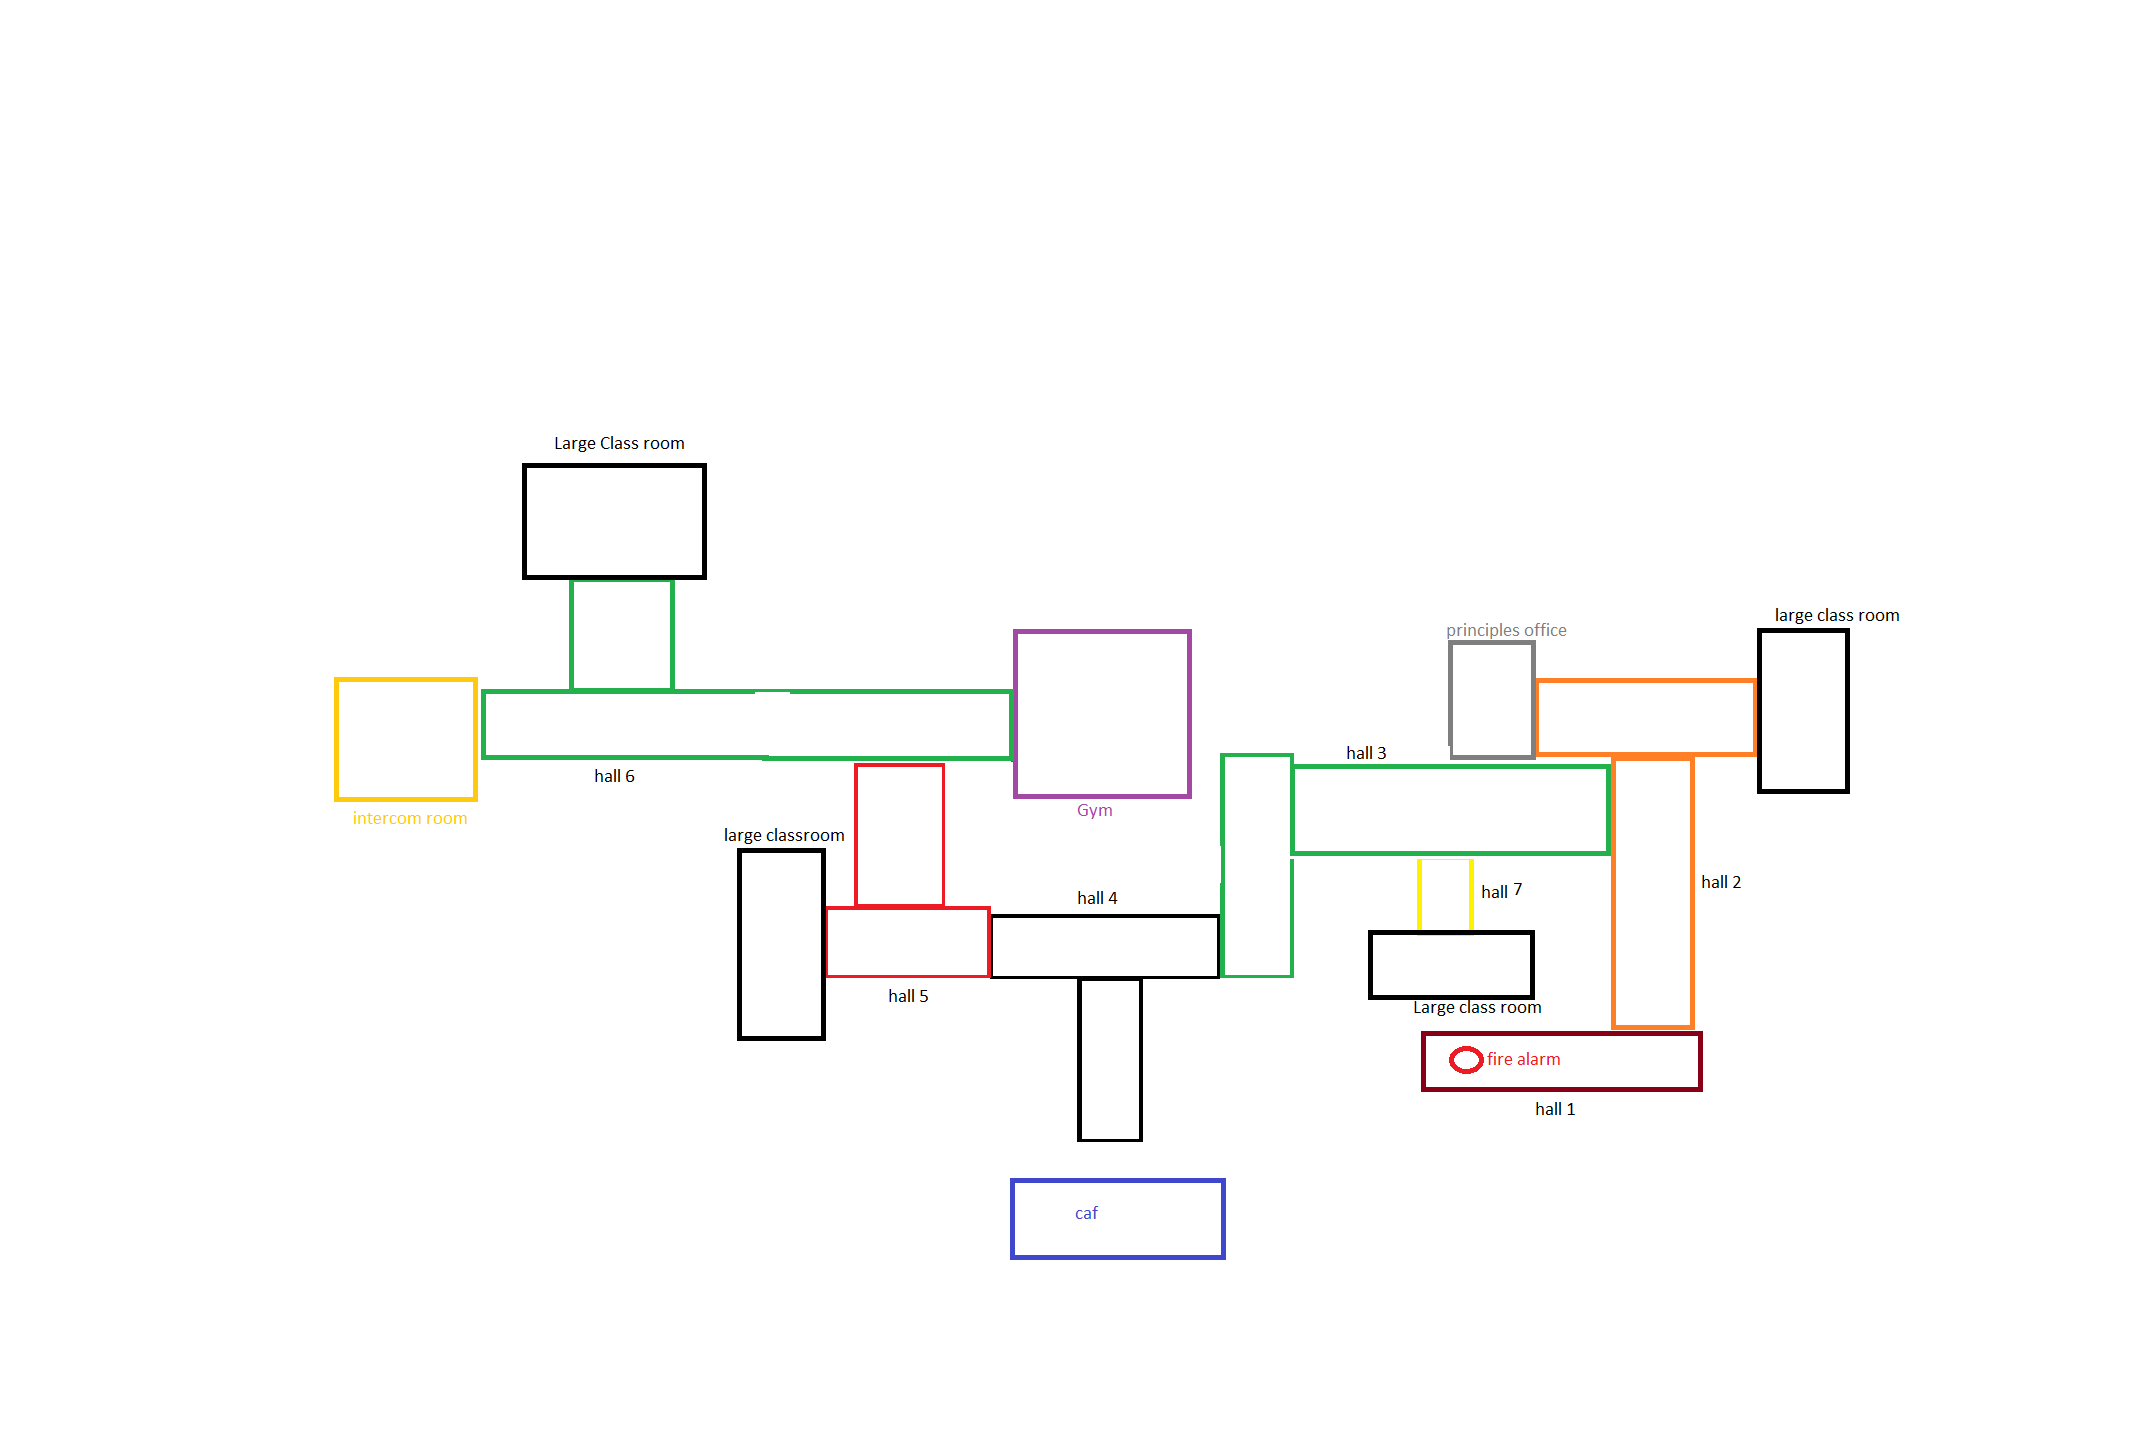 Large Class room
large class room
principles office
hall 3
hall 6
Gym
intercom room
large classroom
hall 2
hall 7
hall 4
hall 5
Large class room
fire alarm
hall 1
caf